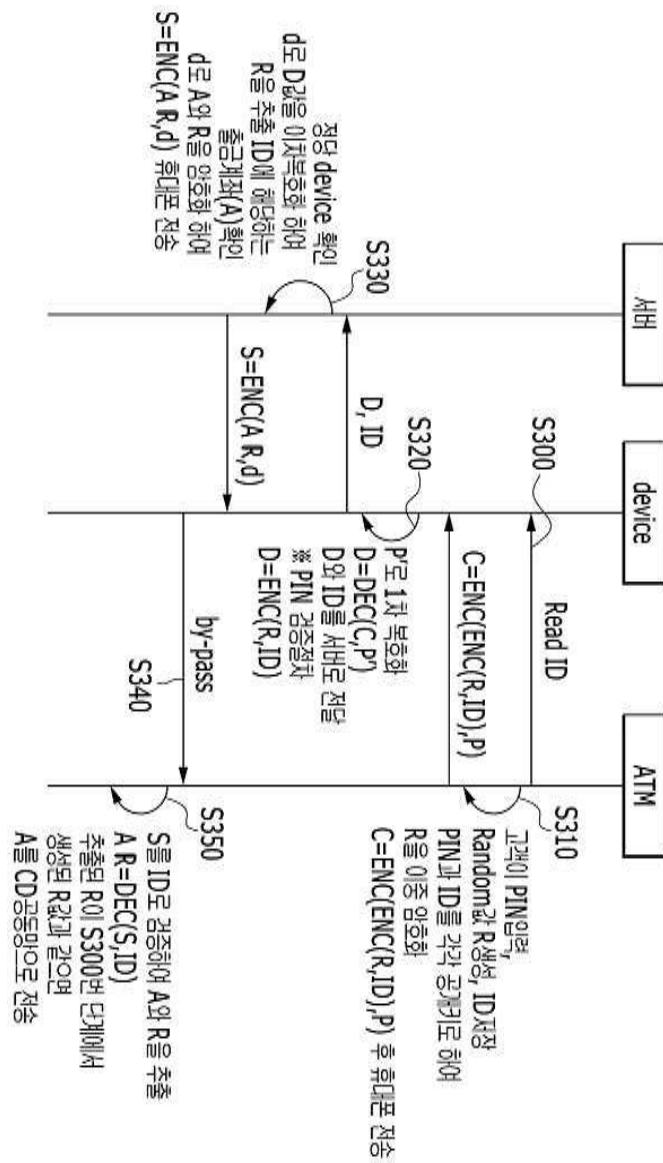 서버
device
ATM
S300
Read ID
S310
고객이 PIN입력,
Random값 R생성, ID저장
PIN과 ID를 각각 공개키로 하여
R을 이중 암호화
C=ENC(ENC(R,ID),P) 후 휴대폰 전송
C=ENC(ENC(R,ID),P)
S320
P'로 1차 복호화
D=DEC(C,P')
D와 ID를 서버로 전달
※ PIN 검증절차
D=ENC(R,ID)
D, ID
S330
정당 device 확인
d로 D값을 이차복호화 하여
R을 추출 ID에 해당하는
출금계좌(A)확인
d로 A와 R을 암호화 하여
S=ENC(A R,d) 휴대폰 전송
S=ENC(A R,d)
by-pass
S340
S350
S를 ID로 검증하여 A와 R을 추출
A R=DEC(S,ID)
추출된 R이 S300번 단계에서
생성된 R값과 같으면
A를 CD공동망으로 전송